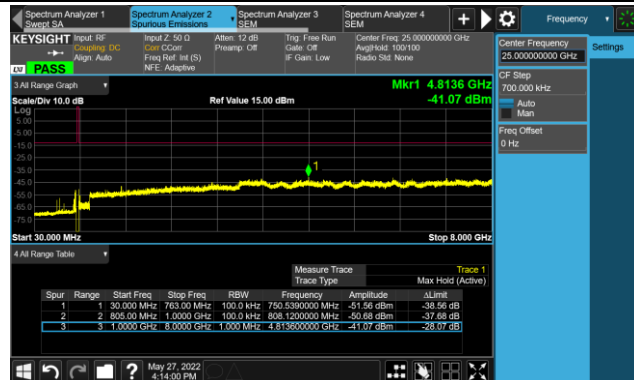 Spectrum Analyzer 1
Swept SA
Spectrum Analyzer 2
Spurious Emissions
Spectrum Analyzer 3
SEM
Spectrum Analyzer 4
SEM
Frequency
KEYSIGHT
Input: RF
Coupling: DC
Align: Auto
Input Z: 50 Ω
Corr CCorr
Freq Ref: Int (S)
NFE: Adaptive
Atten: 12 dB
Preamp: Off
Trig: Free Run
Gate: Off
IF Gain: Low
Center Freq: 25.000000000 GHz
Avg|Hold: 100/100
Radio Std: None
LXI PASS
Center Frequency
25.000000000 GHz
Settings
CF Step
700.000 kHz
Auto
Man
Freq Offset
0 Hz
3 All Range Graph
Mkr1 4.8136 GHz
-41.07 dBm
Scale/Div 10.0 dB
Ref Value 15.00 dBm
Log
5.00
-5.00
-15.0
-25.0
-35.0
-45.0
-55.0
-65.0
-75.0
1
Start 30.000 MHz
Stop 8.000 GHz
4 All Range Table
Measure Trace Trace 1
Trace Type Max Hold (Active)
Spur Range Start Freq Stop Freq RBW Frequency Amplitude ΔLimit
1 1 30.000 MHz 763.00 MHz 100.0 kHz 750.5390000 MHz -51.56 dBm -38.56 dB
2 2 805.00 MHz 1.0000 GHz 100.0 kHz 808.1200000 MHz -50.68 dBm -37.68 dB
3 3 1.0000 GHz 8.0000 GHz 1.000 MHz 4.813600000 GHz -41.07 dBm -28.07 dB
May 27, 2022
4:14:00 PM